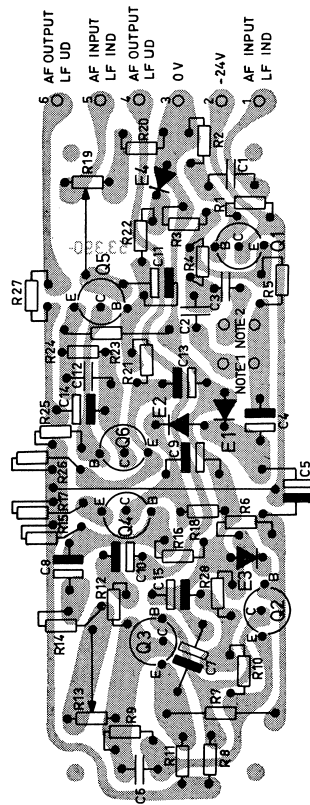 AF OUTPUT
LF UD
AF INPUT
LF IND
AF OUTPUT
LF UD
0 V
-24V
AF INPUT
LF IND
6
5
4
3
2
1
R20
R2
R19
E4
C1
R22
R3
R1
R4
Q1
R27
Q5
C11
R5
C3
C2
R24
R23
R21
C13
NOTE 1
NOTE 2
C12
C14
R25
E2
E1
C4
Q6
C9
R26
C5
R17
R15
Q4
R18
R6
C8
C10
R16
E3
R14
R12
C15
R28
Q2
Q3
C7
R13
R10
R9
R7
C6
R11
R8
E
C
B
B
C
E
B
C
E
E
C
B
B
C
E
B
C
E